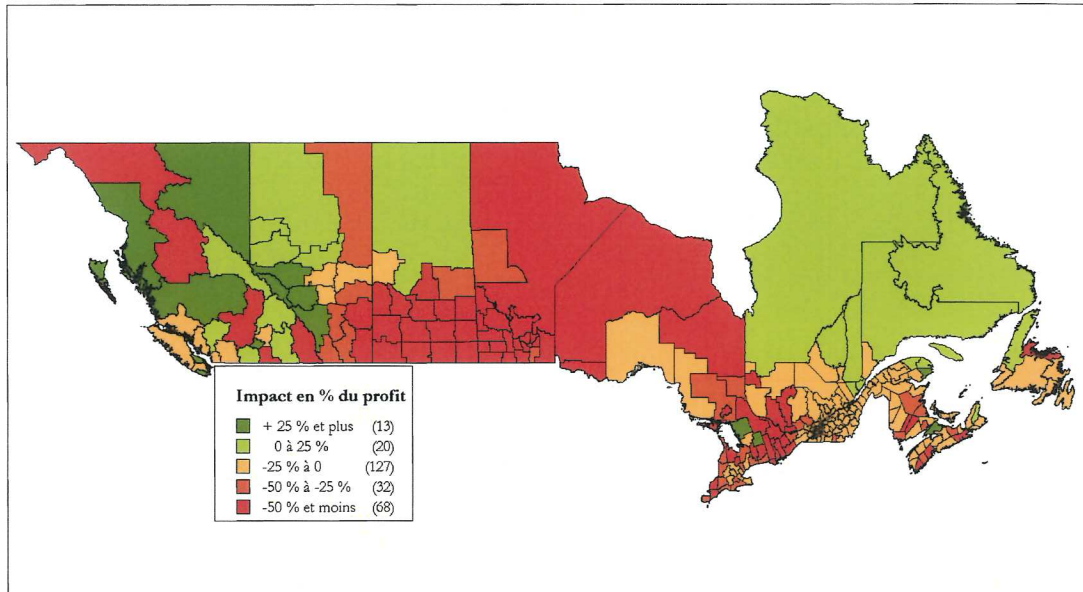 Impact en % du profit
+ 25 % et plus (13)
0 à 25 % (20)
-25 % à 0 (127)
-50 % à -25 % (32)
-50 % et moins (68)